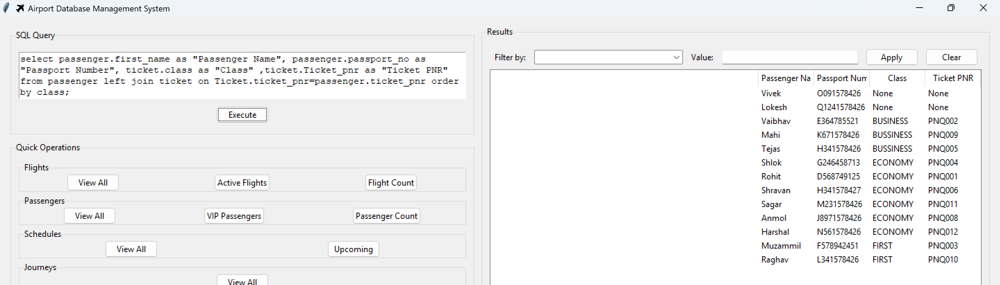 Airport Database Management System
SQL Query
select passenger.first_name as "Passenger Name", passenger.passport_no as
"Passport Number", ticket.class as "Class" ,ticket.Ticket_pnr as "Ticket PNR"
from passenger left join ticket on Ticket.ticket_pnr=passenger.ticket_pnr order
by class;
Execute
Quick Operations
Flights
View All Active Flights Flight Count
Passengers
View All VIP Passengers Passenger Count
Schedules
View All Upcoming
Journeys
View All
Results
Filter by: Value: Apply Clear
Passenger Na Passport Num Class Ticket PNR
Vivek O091578426 None None
Lokesh Q1241578426 None None
Vaibhav E364785521 BUSINESS PNQ002
Mahi K671578426 BUSSINESS PNQ009
Tejas H341578426 BUSSINESS PNQ005
Shlok G246458713 ECONOMY PNQ004
Rohit D568749125 ECONOMY PNQ001
Shravan H341578427 ECONOMY PNQ006
Sagar M231578426 ECONOMY PNQ011
Anmol J8971578426 ECONOMY PNQ008
Harshal N561578426 ECONOMY PNQ012
Muzammil F578942451 FIRST PNQ003
Raghav L341578426 FIRST PNQ010